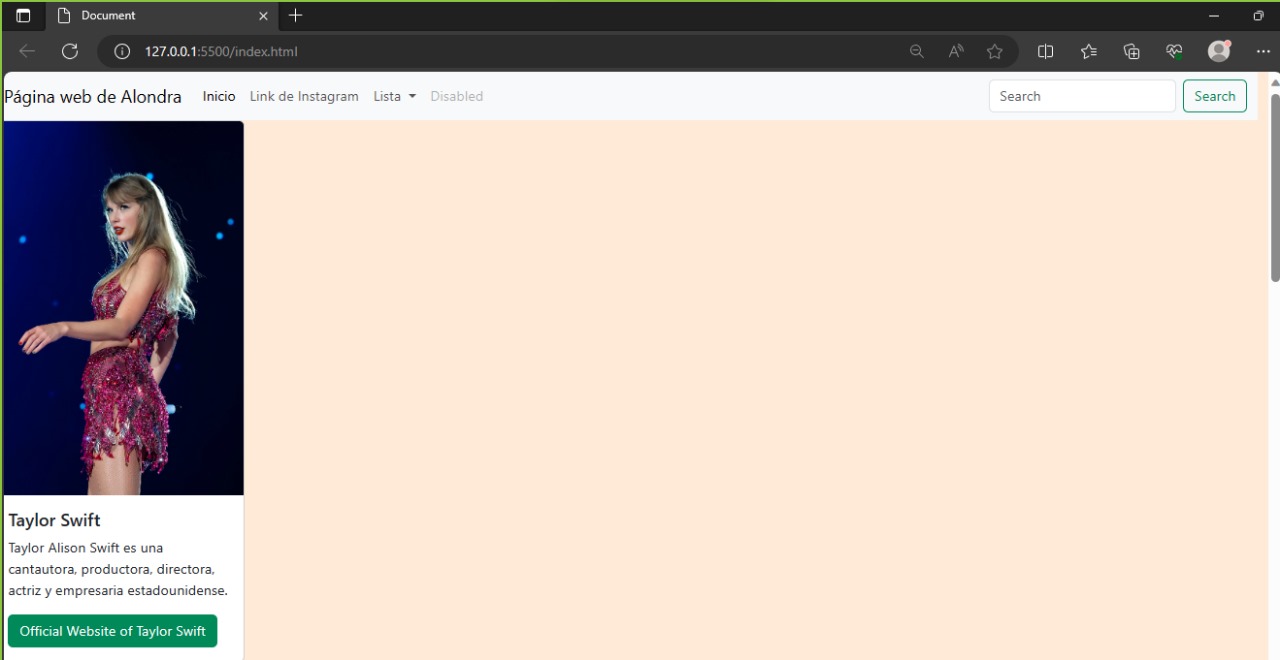 Document
127.0.0.1:5500/index.html
Página web de Alondra Inicio Link de Instagram Lista Disabled Search Search
Taylor Swift
Taylor Alison Swift es una
cantautora, productora, directora,
actriz y empresaria estadounidense.
Official Website of Taylor Swift